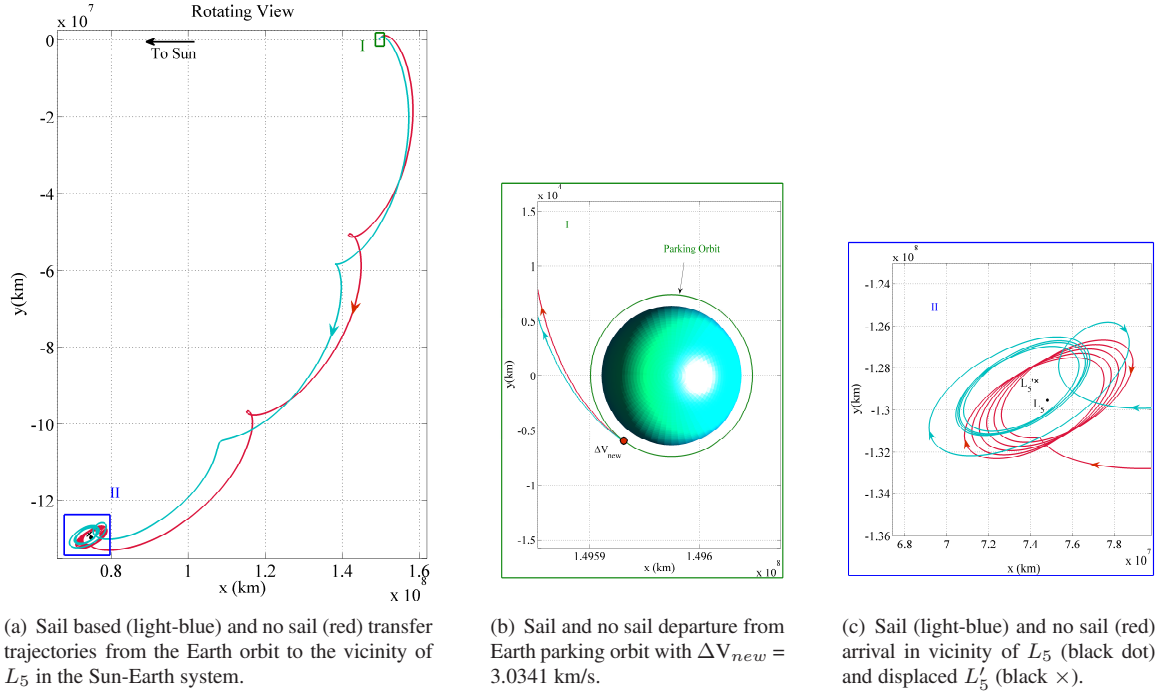 Rotating View
x 10^7
0
-2
-4
-6
-8
-10
-12
y(km)
To Sun
I
II
0.8 1 1.2 1.4 1.6
x (km)
x 10^8
x 10^4
1.5
1
0.5
0
-0.5
-1
-1.5
y(km)
I
Parking Orbit
ΔV_new
1.4959 1.496
x (km)
x 10^8
x 10^8
-1.24
-1.26
-1.28
-1.3
-1.32
-1.34
-1.36
y(km)
II
L_5'×
L_5
6.8 7 7.2 7.4 7.6 7.8
x (km)
x 10^7
(a) Sail based (light-blue) and no sail (red) transfer
trajectories from the Earth orbit to the vicinity of
L_5 in the Sun-Earth system.
(b) Sail and no sail departure from
Earth parking orbit with ΔV_new =
3.0341 km/s.
(c) Sail (light-blue) and no sail (red)
arrival in vicinity of L_5 (black dot)
and displaced L_5′ (black ×).